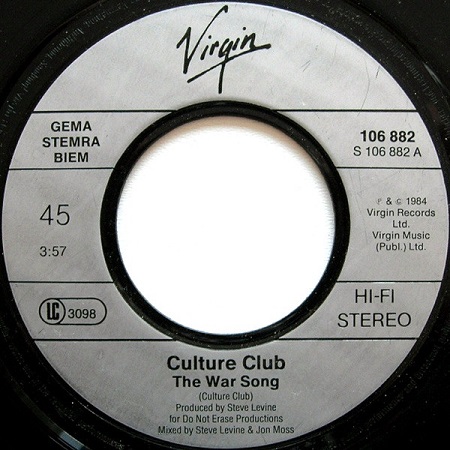 Virgin
GEMA
STEMRA
BIEM
106 882
S 106 882 A
45
3:57
℗ & © 1984
Virgin Records
Ltd.
Virgin Music
(Publ.) Ltd.
LC 3098
HI-FI
STEREO
Culture Club
The War Song
(Culture Club)
Produced by Steve Levine
for Do Not Erase Productions
Mixed by Steve Levine & Jon Moss